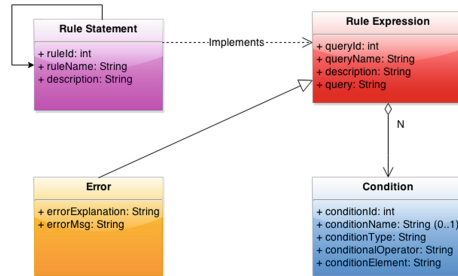 Rule Statement
+ ruleId: int
+ ruleName: String
+ description: String
Implements
Rule Expression
+ queryId: int
+ queryName: String
+ description: String
+ query: String
N
Error
+ errorExplanation: String
+ errorMsg: String
Condition
+ conditionId: int
+ conditionName: String (0..1)
+ conditionType: String
+ conditionalOperator: String
+ conditionElement: String